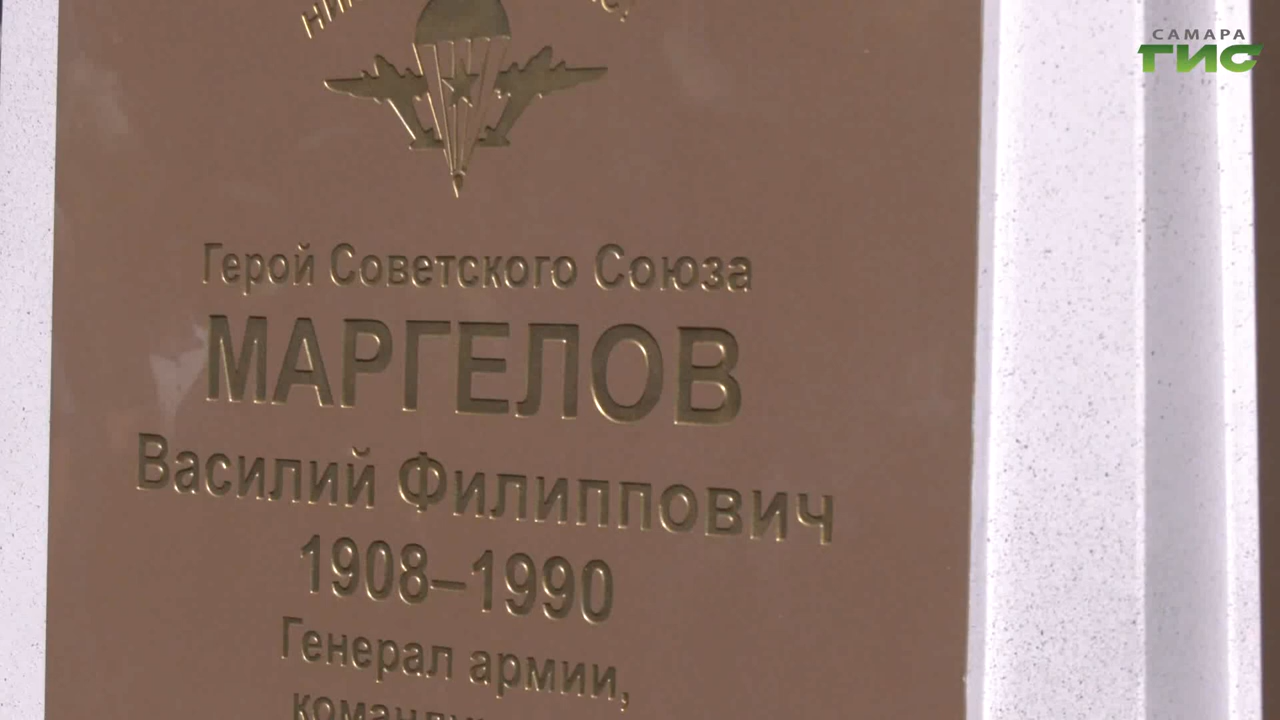 САМАРА
ГИС
Герой Советского Союза
МАРГЕЛОВ
Василий Филиппович
1908–1990
Генерал армии,